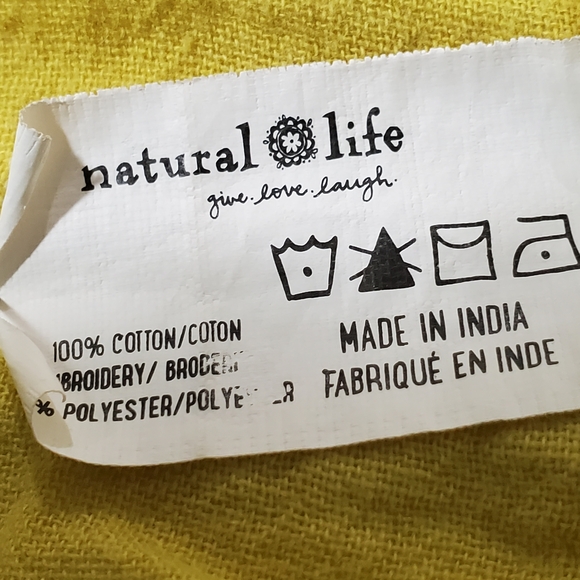 natural life
give. love. laugh.
100% COTTON/COTON
MADE IN INDIA
FABRIQUÉ EN INDE
% POLYESTER